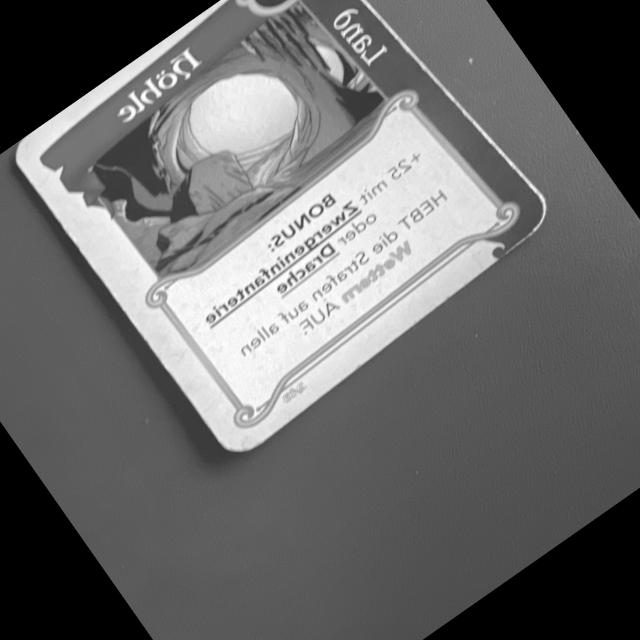 Land
Höhle
BONUS:
+25 mit Zwergeninfanterie
oder Drache
HEBT die Strafen auf allen
Wettern AUF